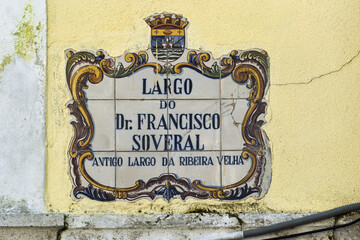 LARGO
DO
Dr. FRANCISCO
SOVERAL
ANTIGO LARGO DA RIBEIRA VELHA